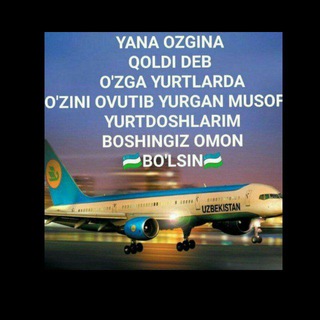 YANA OZGINA
QOLDI DEB
O'ZGA YURTLARDA
O'ZINI OVUTIB YURGAN MUSOF
YURTDOSHLARIM
BOSHINGIZ OMON
🇺🇿BO'LSIN🇺🇿
UZBEKISTAN